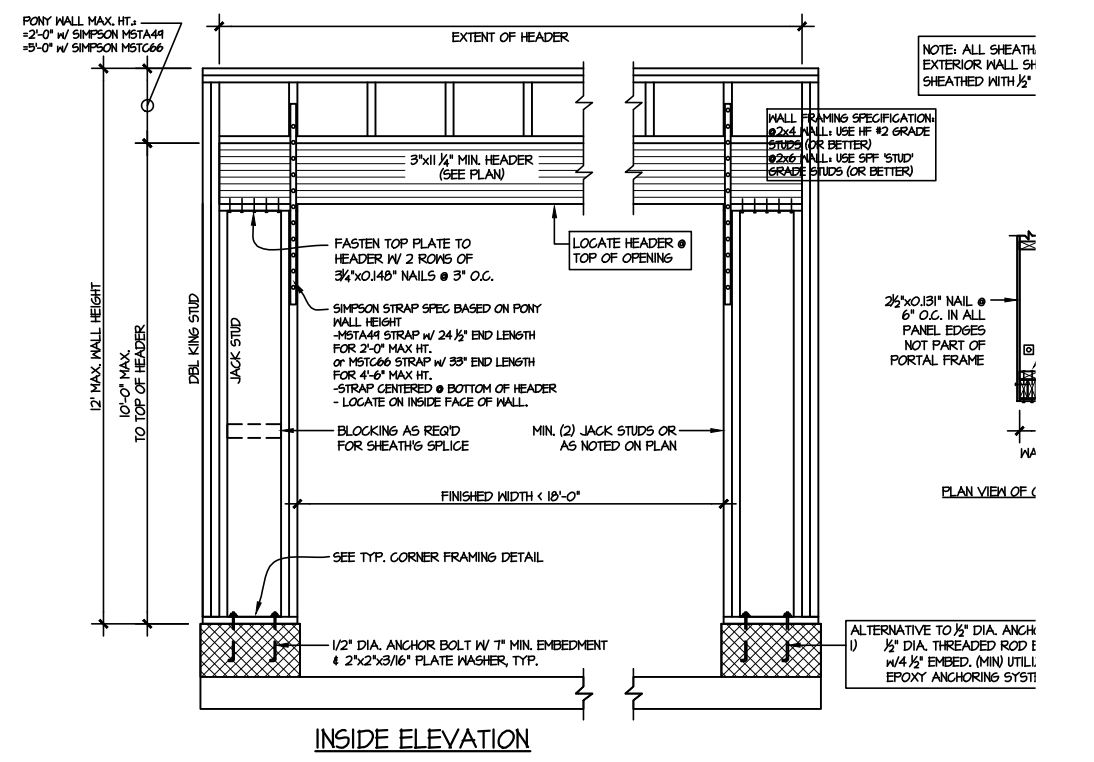 PONY WALL MAX. HT.:
=2'-0" W/ SIMPSON MSTA49
=5'-0" W/ SIMPSON MSTC66
EXTENT OF HEADER
NOTE: ALL SHEATH
EXTERIOR WALL SH
SHEATHED WITH ½"
WALL FRAMING SPECIFICATION:
@2x4 WALL: USE HF #2 GRADE
STUDS (OR BETTER)
@2x6 WALL: USE SPF 'STUD'
GRADE STUDS (OR BETTER)
3"x11 ¼" MIN. HEADER
(SEE PLAN)
FASTEN TOP PLATE TO
HEADER W/ 2 ROWS OF
3¼"x0.148" NAILS @ 3" O.C.
LOCATE HEADER @
TOP OF OPENING
SIMPSON STRAP SPEC BASED ON PONY
WALL HEIGHT
-MSTA49 STRAP w/ 24 ½" END LENGTH
FOR 2'-0" MAX HT.
or MSTC66 STRAP w/ 33" END LENGTH
FOR 4'-6" MAX HT.
-STRAP CENTERED @ BOTTOM OF HEADER
- LOCATE ON INSIDE FACE OF WALL.
12' MAX. WALL HEIGHT
10'-0" MAX.
TO TOP OF HEADER
DBL KING STUD
JACK STUD
2½"x0.131" NAIL @
6" O.C. IN ALL
PANEL EDGES
NOT PART OF
PORTAL FRAME
BLOCKING AS REQ'D
FOR SHEATH'G SPLICE
MIN. (2) JACK STUDS OR
AS NOTED ON PLAN
WA
PLAN VIEW OF
FINISHED WIDTH < 18'-0"
SEE TYP. CORNER FRAMING DETAIL
1/2" DIA. ANCHOR BOLT W/ 7" MIN. EMBEDMENT
& 2"x2"x3/16" PLATE WASHER, TYP.
ALTERNATIVE TO ½" DIA. ANCHO
1) ½" DIA. THREADED ROD
w/4 ½" EMBED. (MIN) UTILI
EPOXY ANCHORING SYST
INSIDE ELEVATION